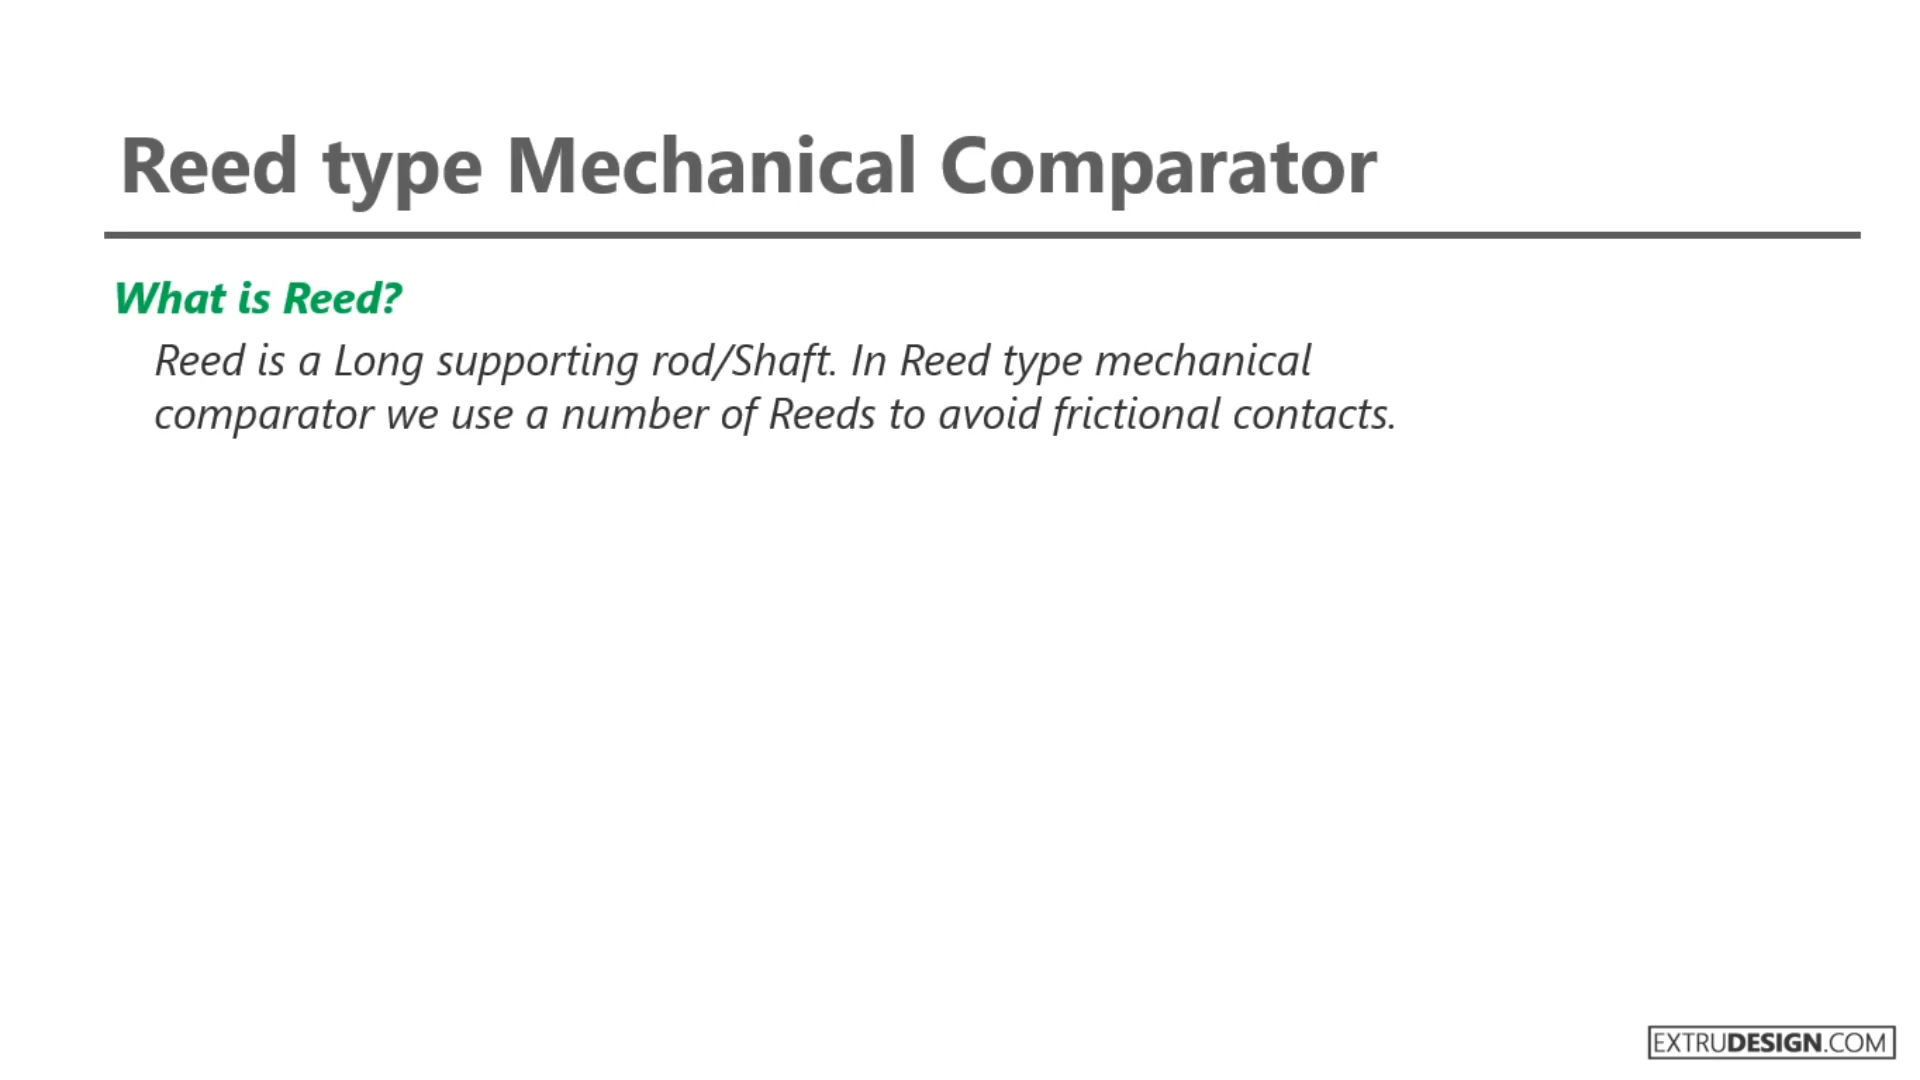 Reed type Mechanical Comparator
What is Reed?
Reed is a Long supporting rod/Shaft. In Reed type mechanical
comparator we use a number of Reeds to avoid frictional contacts.
EXTRUDESIGN.COM